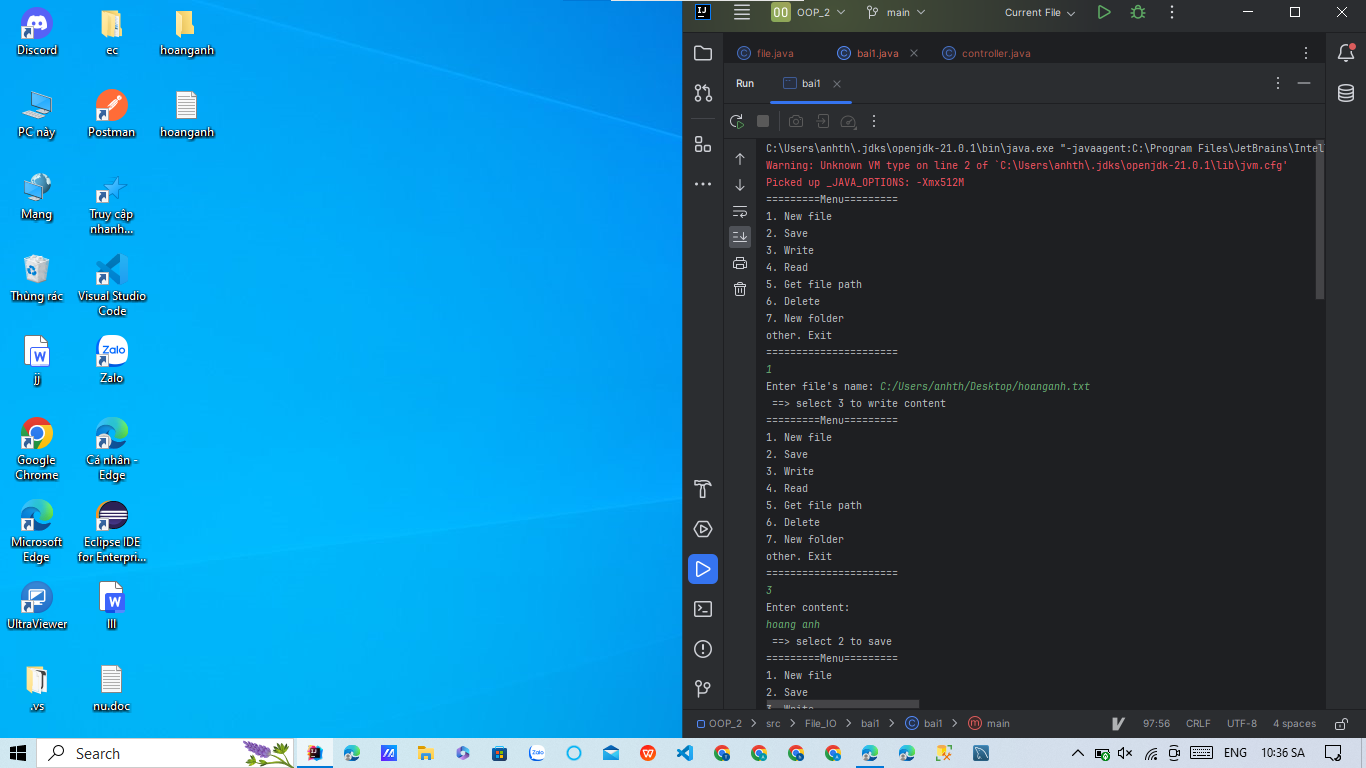 Discord
ec
hoanganh
PC này
Postman
hoanganh
Mạng
Truy cập
nhanh...
Thùng rác
Visual Studio
Code
jj
Zalo
Google
Chrome
Cá nhân -
Edge
Microsoft
Edge
Eclipse IDE
for Enterpri...
UltraViewer
lll
.vs
nu.doc
OOP_2
main
Current File
file.java
bai1.java
controller.java
Run
bai1
C:\Users\anhth\.jdks\openjdk-21.0.1\bin\java.exe "-javaagent:C:\Program Files\JetBrains\Intel
Warning: Unknown VM type on line 2 of `C:\Users\anhth\.jdks\openjdk-21.0.1\lib\jvm.cfg'
Picked up _JAVA_OPTIONS: -Xmx512M
=========Menu=========
1. New file
2. Save
3. Write
4. Read
5. Get file path
6. Delete
7. New folder
other. Exit
======================
1
Enter file's name: C:/Users/anhth/Desktop/hoanganh.txt
==> select 3 to write content
=========Menu=========
1. New file
2. Save
3. Write
4. Read
5. Get file path
6. Delete
7. New folder
other. Exit
======================
3
Enter content:
hoang anh
==> select 2 to save
=========Menu=========
1. New file
2. Save
3. Write
OOP_2 > src > File_IO > bai1 > bai1 > main
97:56 CRLF UTF-8 4 spaces
Search
ENG
10:36 SA